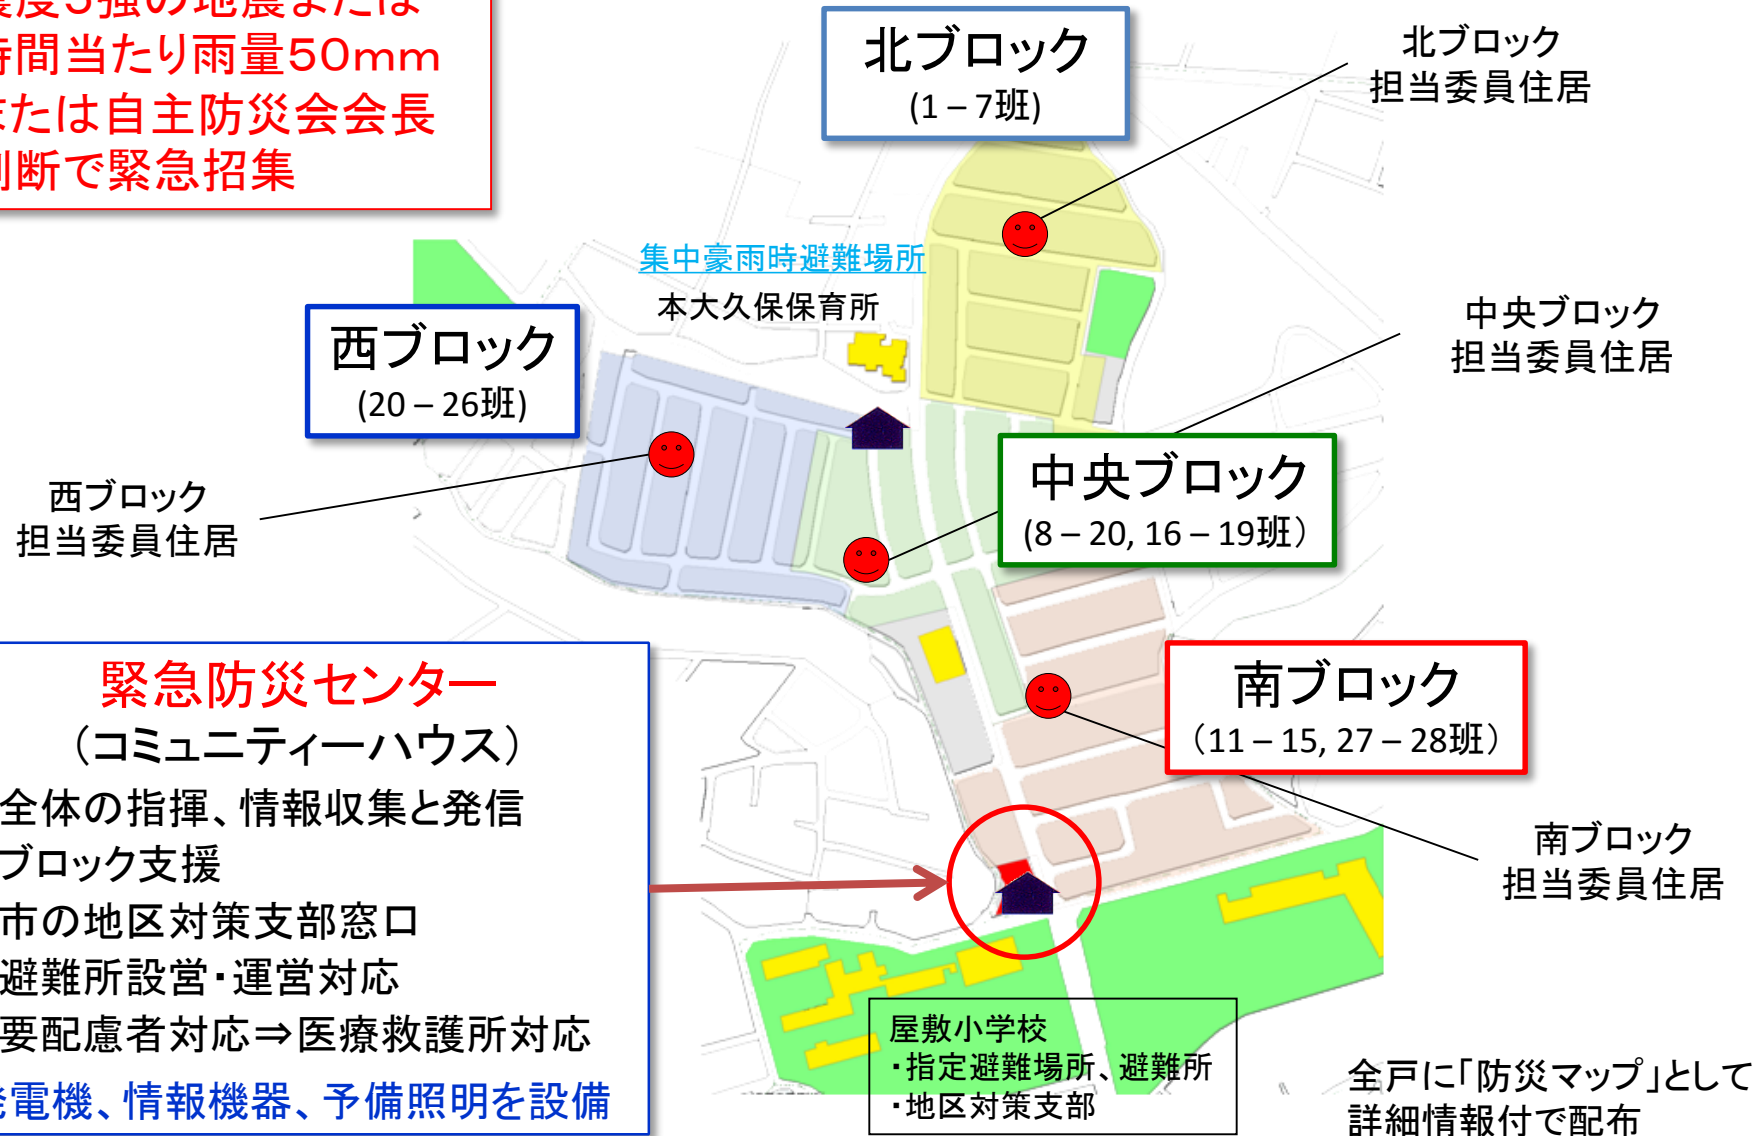 震度5強の地震または
時間当たり雨量50mm
または自主防災会会長
判断で緊急招集
北ブロック
(1 – 7班)
北ブロック
担当委員住居
集中豪雨時避難場所
本大久保保育所
西ブロック
(20 – 26班)
中央ブロック
担当委員住居
中央ブロック
(8 – 20, 16 – 19班)
西ブロック
担当委員住居
緊急防災センター
(コミュニティーハウス)
全体の指揮、情報収集と発信
ブロック支援
市の地区対策支部窓口
避難所設営・運営対応
要配慮者対応⇒医療救護所対応
発電機、情報機器、予備照明を設備
南ブロック
(11 – 15, 27 – 28班)
南ブロック
担当委員住居
屋敷小学校
・指定避難場所、避難所
・地区対策支部
全戸に「防災マップ」として
詳細情報付で配布